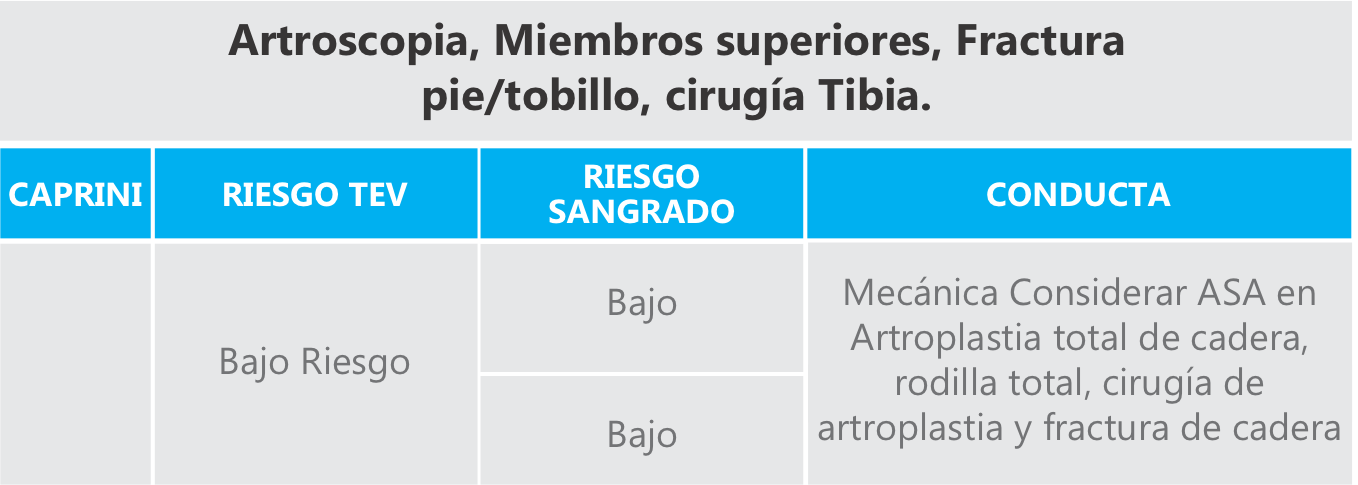 Artroscopia, Miembros superiores, Fractura
pie/tobillo, cirugía Tibia.
CAPRINI
RIESGO TEV
RIESGO
SANGRADO
CONDUCTA
Bajo Riesgo
Bajo
Bajo
Mecánica Considerar ASA en
Artroplastia total de cadera,
rodilla total, cirugía de
artroplastia y fractura de cadera